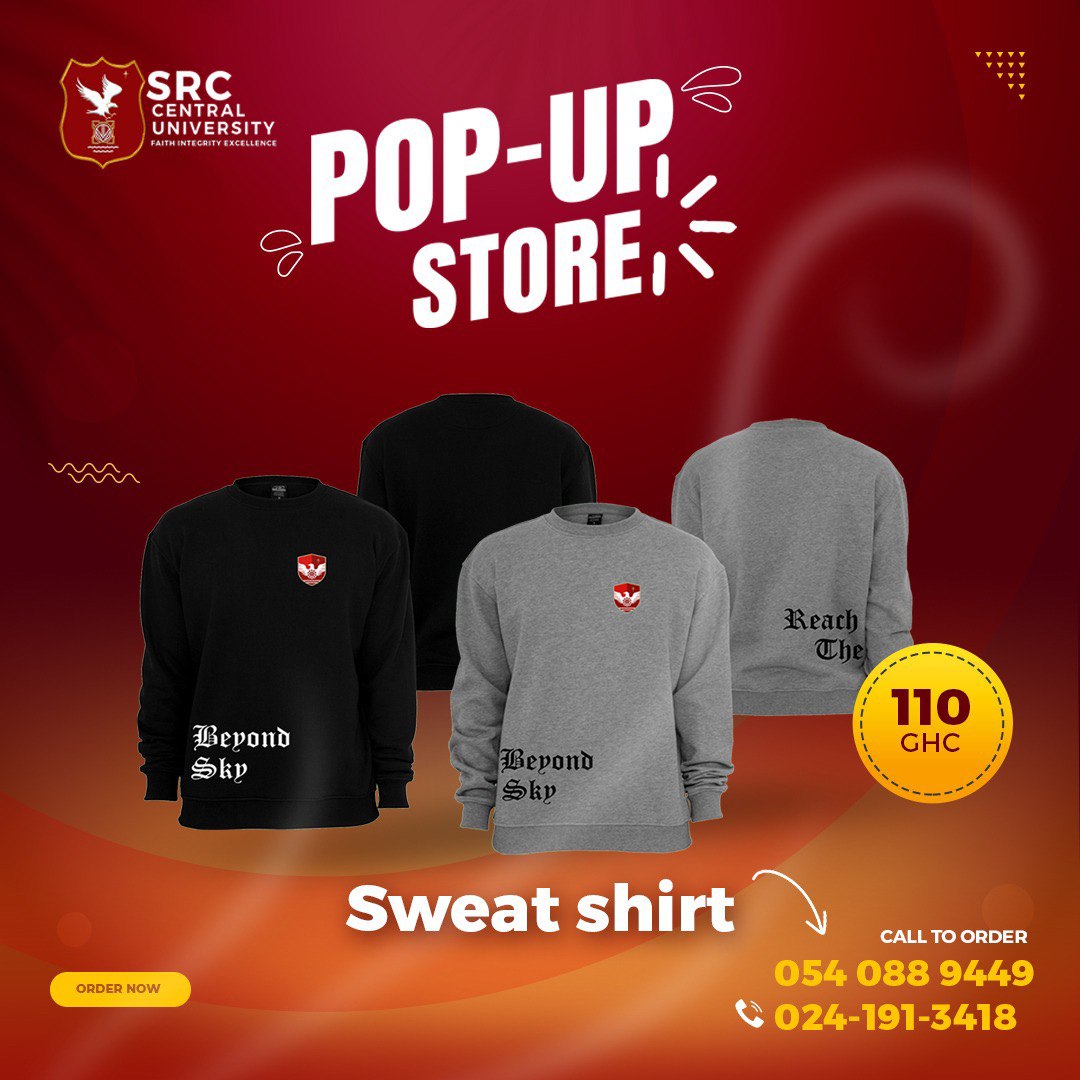 SRC
CENTRAL
UNIVERSITY
FAITH INTEGRITY EXCELLENCE
POP-UP
STORE
Beyond
Sky
Beyond
Sky
Reach
The
110
GHC
Sweat shirt
CALL TO ORDER
054 088 9449
024-191-3418
ORDER NOW